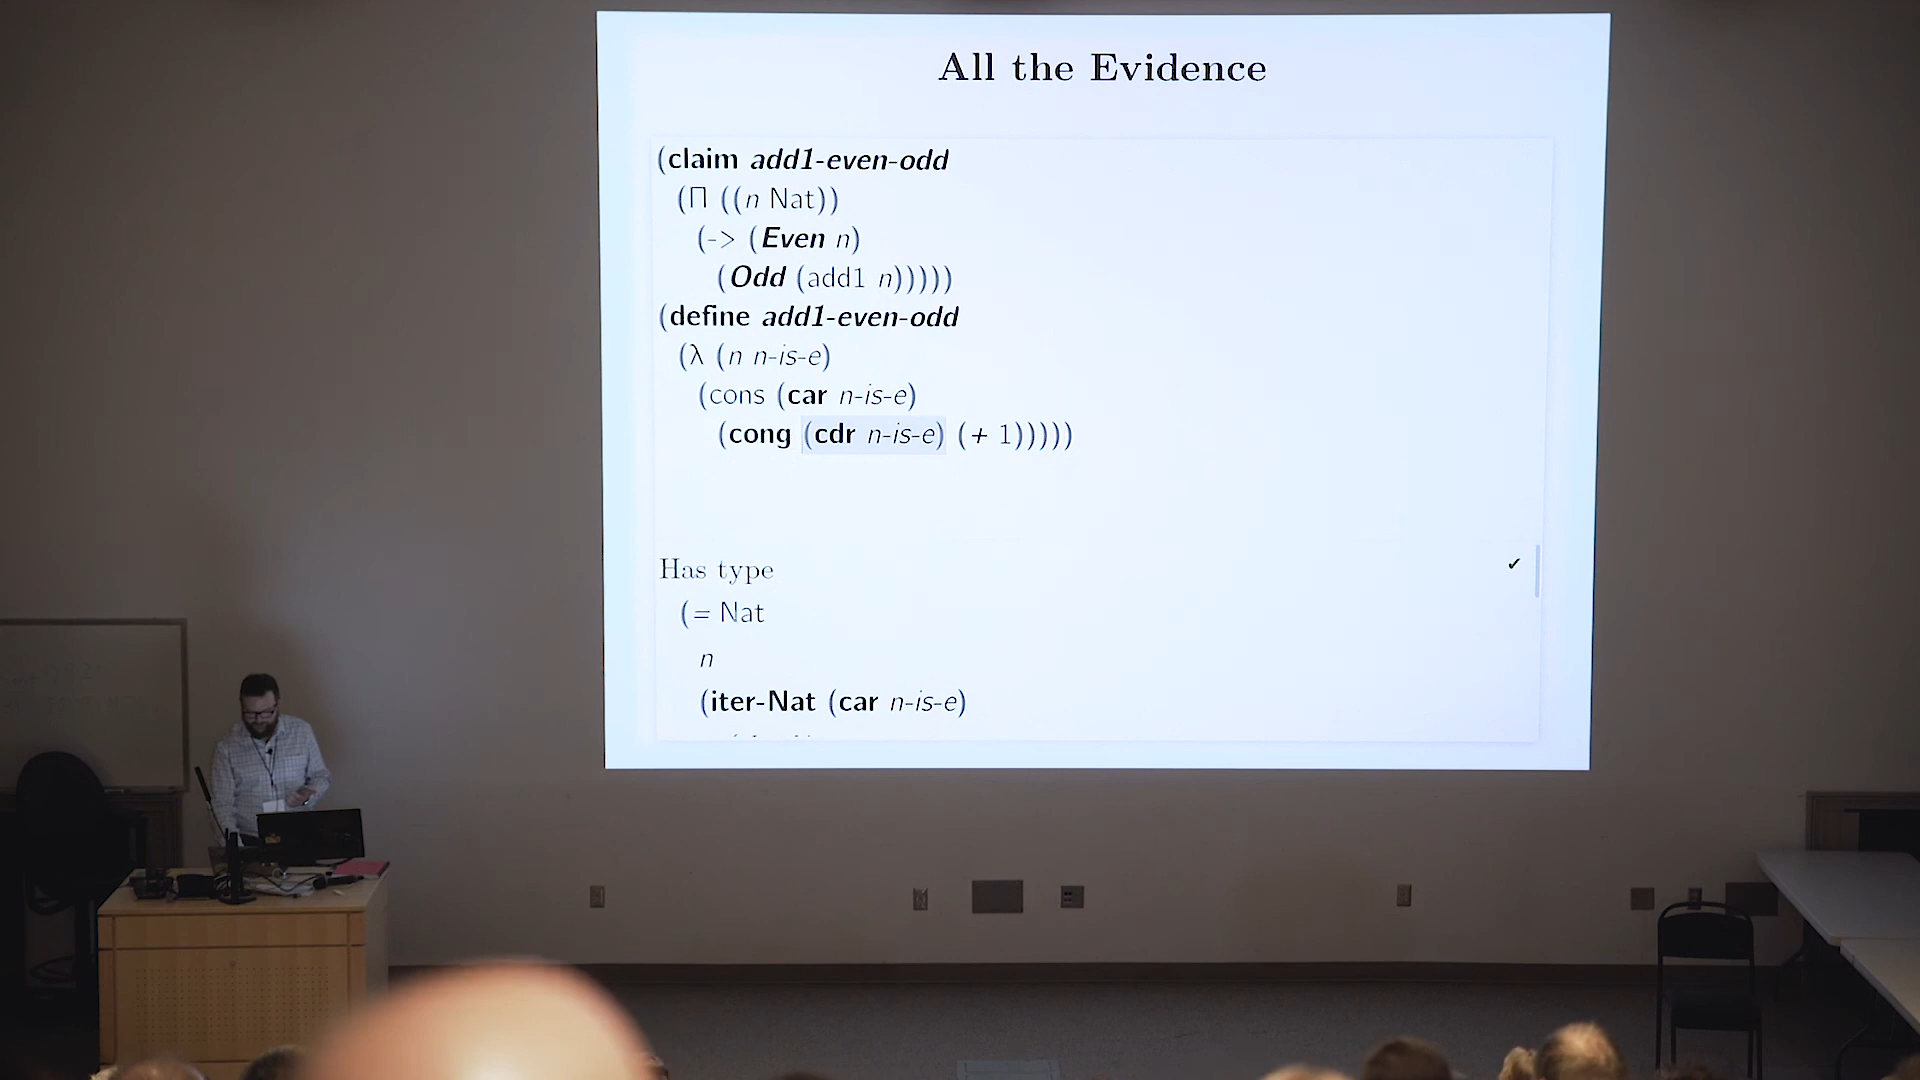 All the Evidence
(claim add1-even-odd
(Π ((n Nat))
(-> (Even n)
(Odd (add1 n)))))
(define add1-even-odd
(λ (n n-is-e)
(cons (car n-is-e)
(cong (cdr n-is-e) (+ 1)))))
Has type ✔
(= Nat
n
(iter-Nat (car n-is-e)